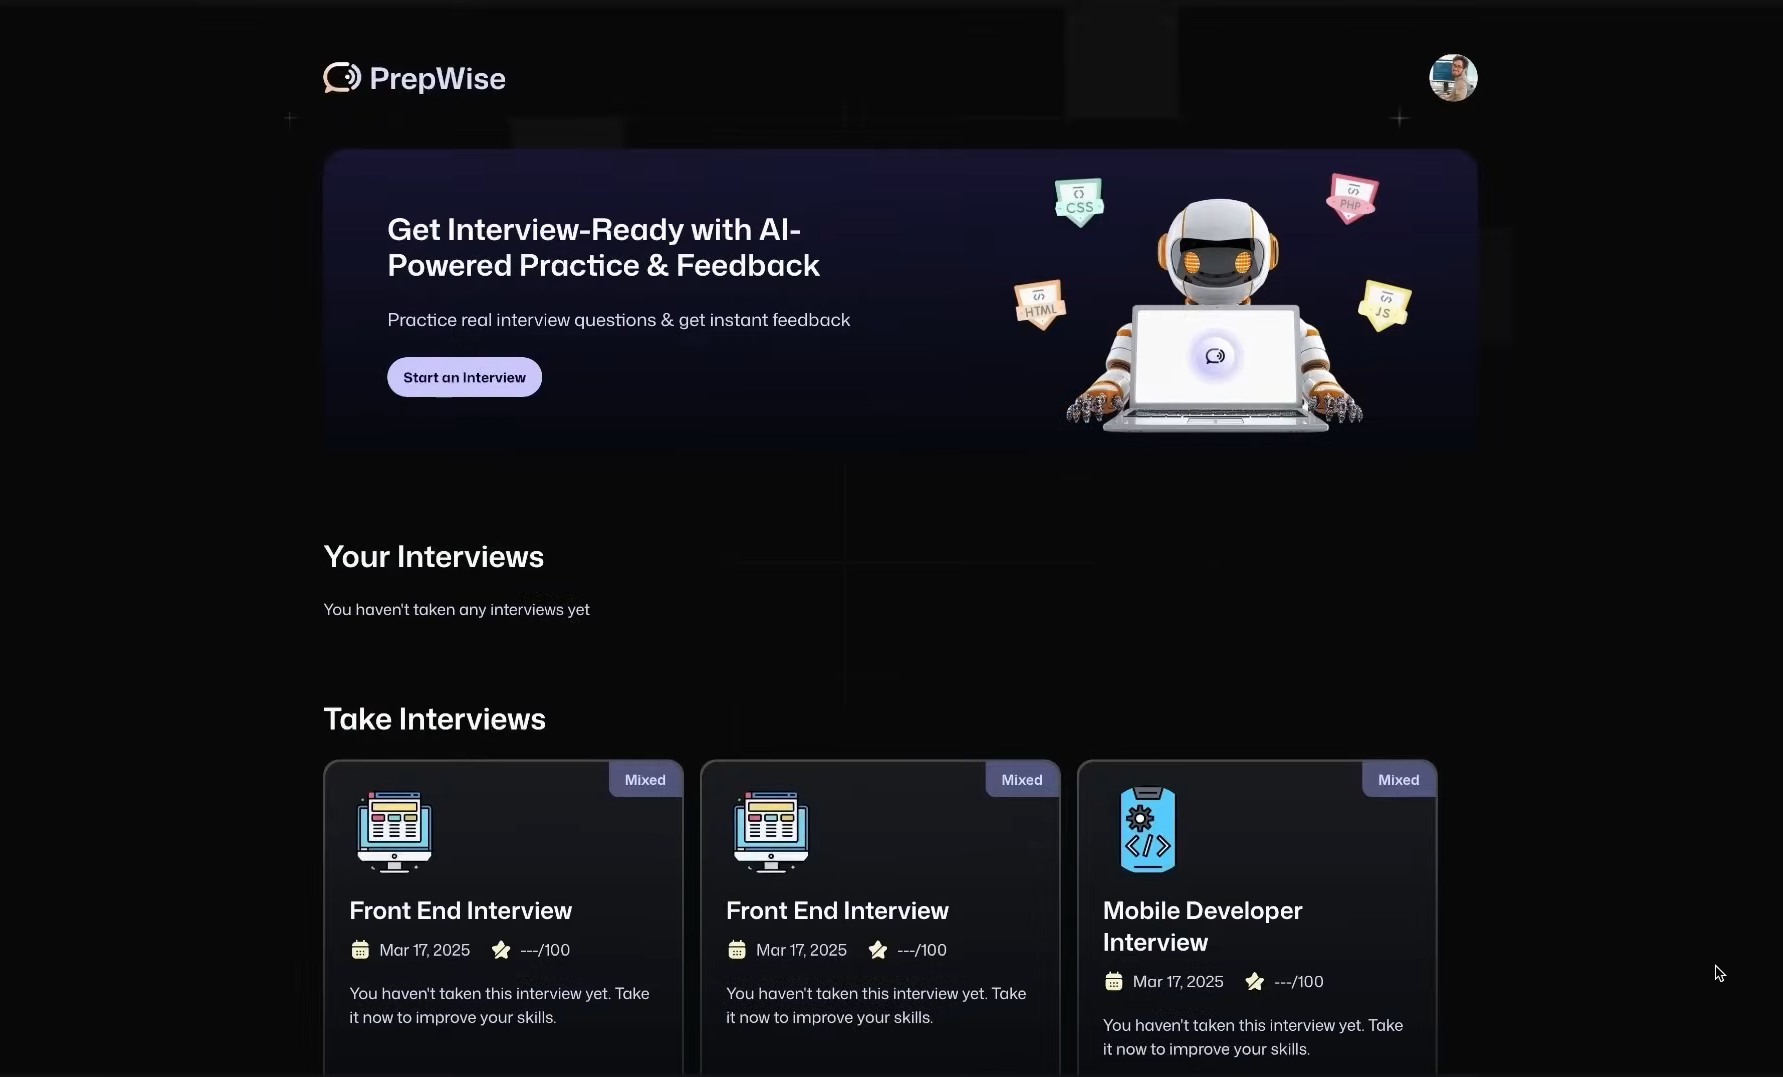 PrepWise
Get Interview-Ready with AI-
Powered Practice & Feedback
Practice real interview questions & get instant feedback
Start an Interview
CSS
PHP
HTML
JS
Your Interviews
You haven't taken any interviews yet
Take Interviews
Mixed
Front End Interview
Mar 17, 2025 ---/100
You haven't taken this interview yet. Take
it now to improve your skills.
Mixed
Front End Interview
Mar 17, 2025 ---/100
You haven't taken this interview yet. Take
it now to improve your skills.
Mixed
Mobile Developer
Interview
Mar 17, 2025 ---/100
You haven't taken this interview yet. Take
it now to improve your skills.